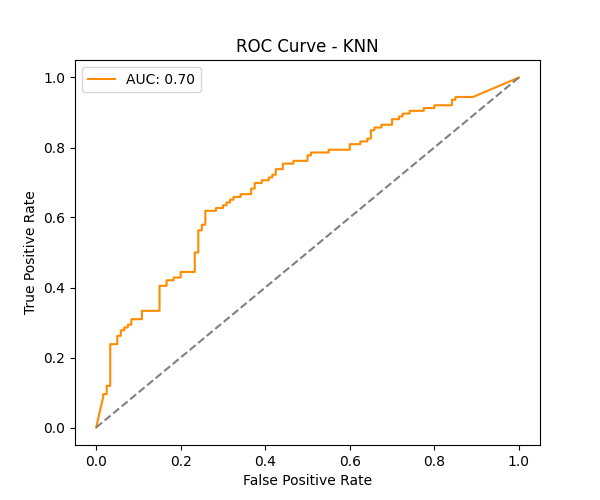 ROC Curve - KNN
AUC: 0.70
True Positive Rate
1.0
0.8
0.6
0.4
0.2
0.0
0.0 0.2 0.4 0.6 0.8 1.0
False Positive Rate